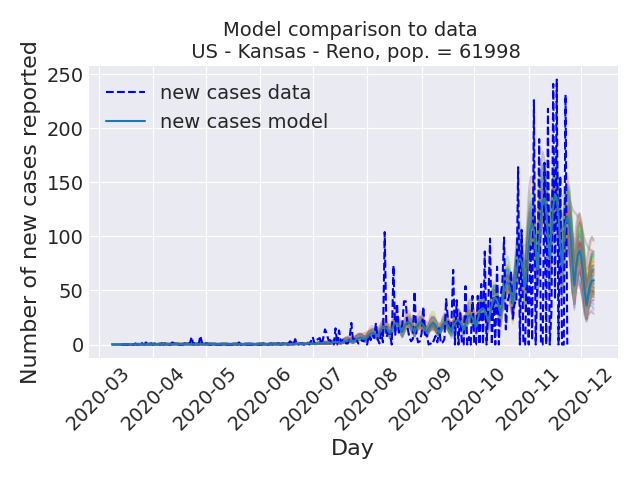 Model comparison to data
US - Kansas - Reno, pop. = 61998
Number of new cases reported
250
200
150
100
50
0
new cases data
new cases model
2020-03
2020-04
2020-05
2020-06
2020-07
2020-08
2020-09
2020-10
2020-11
2020-12
Day